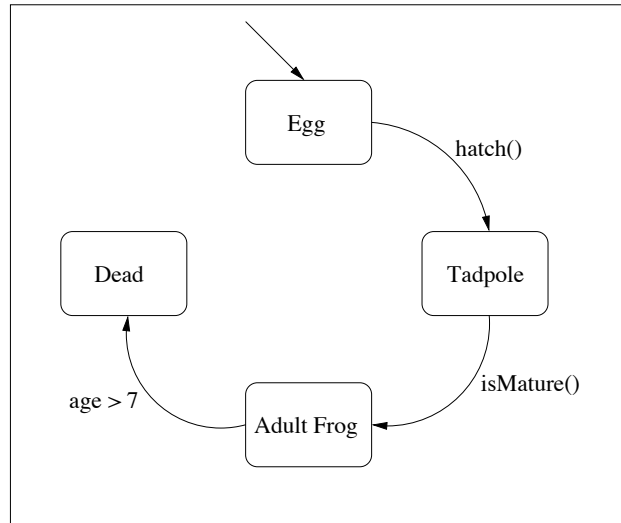 Egg
hatch()
Dead
Tadpole
isMature()
age > 7
Adult Frog